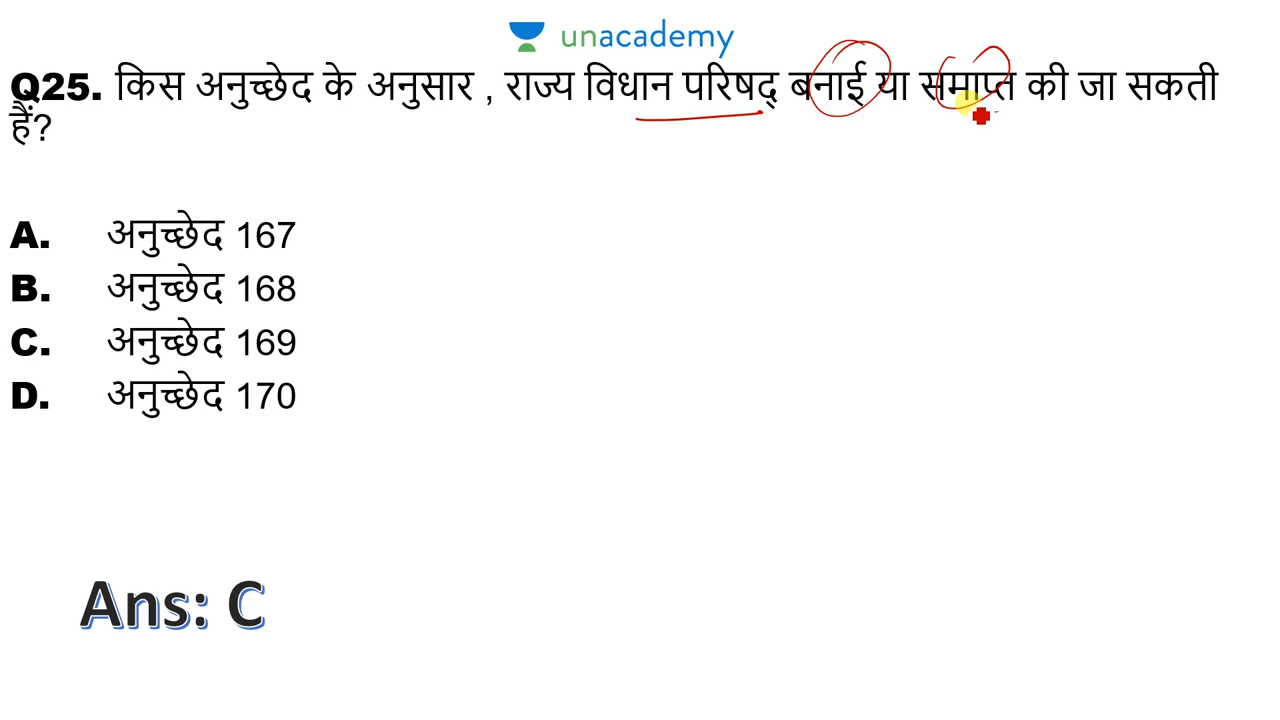 unacademy
Q25. किस अनुच्छेद के अनुसार , राज्य विधान परिषद् बनाई या समाप्त की जा सकती
हैं?
A. अनुच्छेद 167
B. अनुच्छेद 168
C. अनुच्छेद 169
D. अनुच्छेद 170
Ans: C